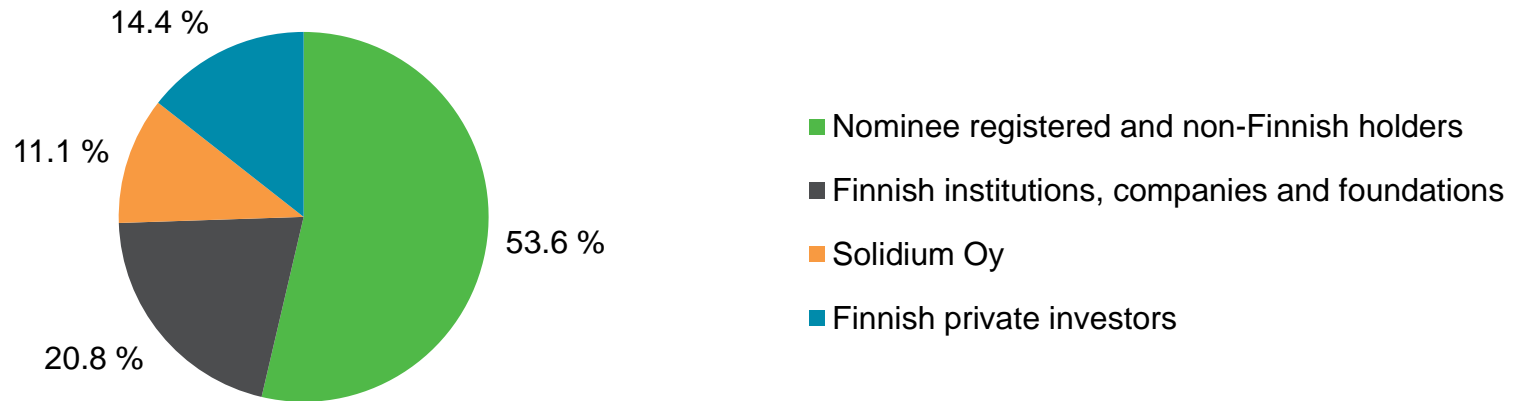 14.4 %
11.1 %
53.6 %
20.8 %
Nominee registered and non-Finnish holders
Finnish institutions, companies and foundations
Solidium Oy
Finnish private investors